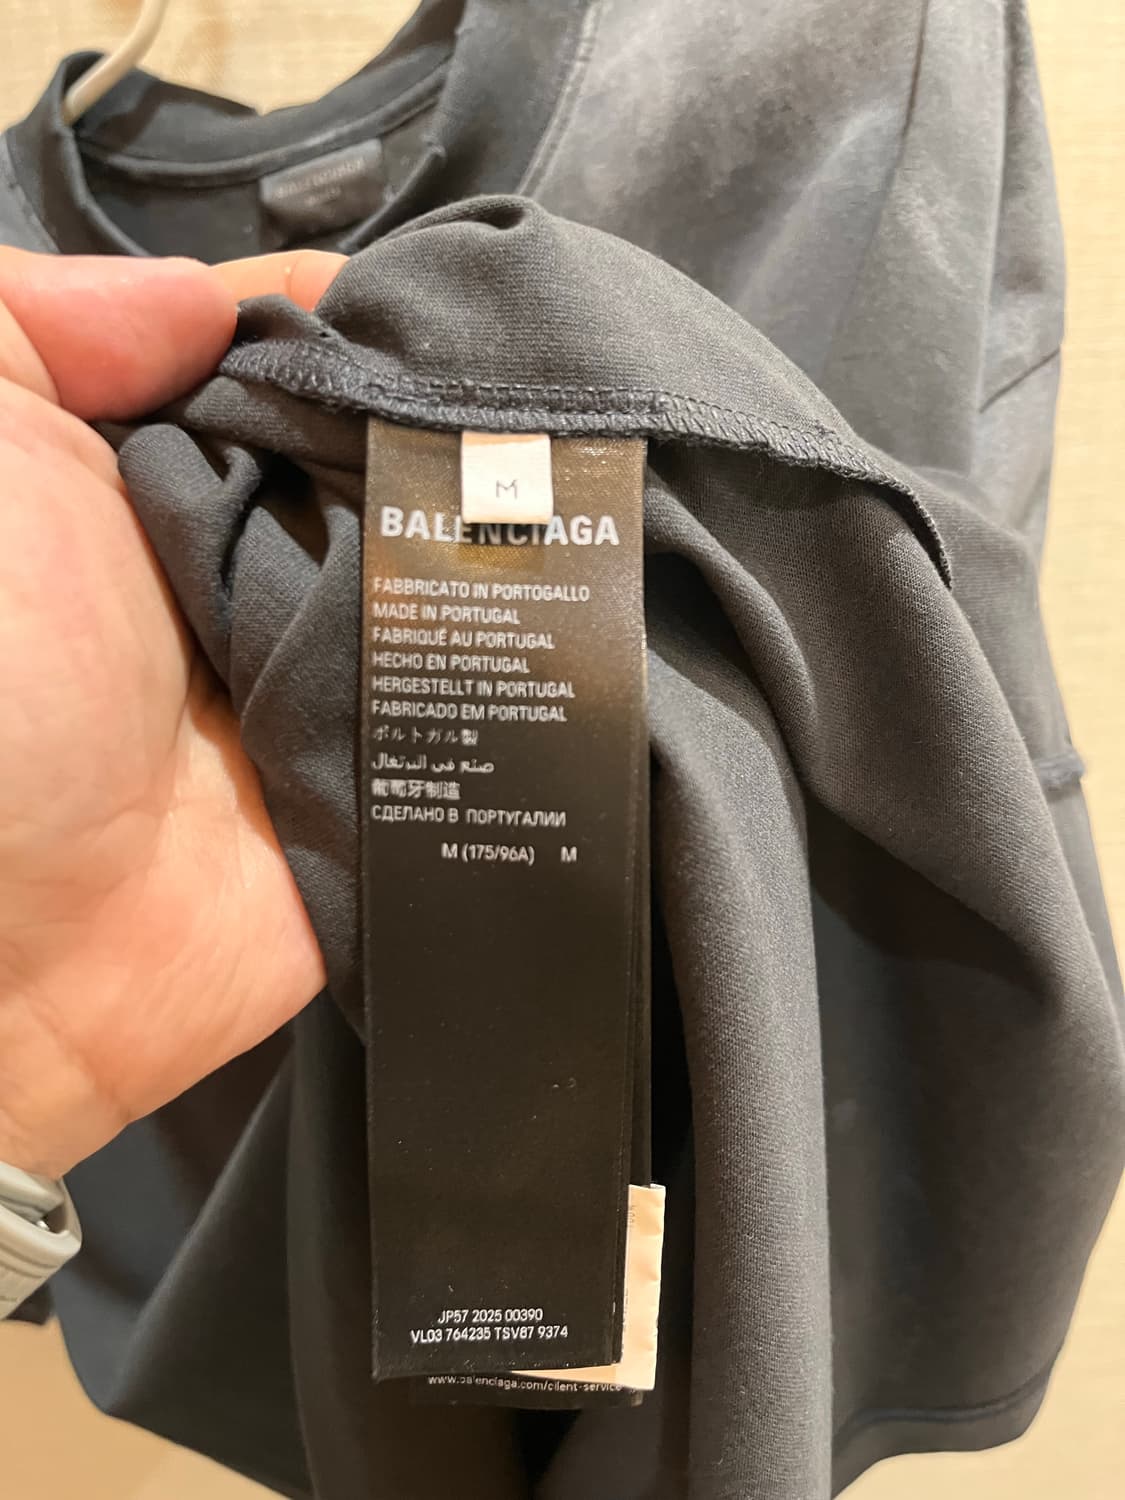 BALENCIAGA
M
BALENCIAGA
FABBRICATO IN PORTOGALLO
MADE IN PORTUGAL
FABRIQUÉ AU PORTUGAL
HECHO EN PORTUGAL
HERGESTELLT IN PORTUGAL
FABRICADO EM PORTUGAL
ポルトガル製
صنع في البرتغال
葡萄牙制造
СДЕЛАНО В ПОРТУГАЛИИ
M (175/96A) M
JP57 2025 00390
VL03 764235 TSV87 9374
www.balenciaga.com/client-service